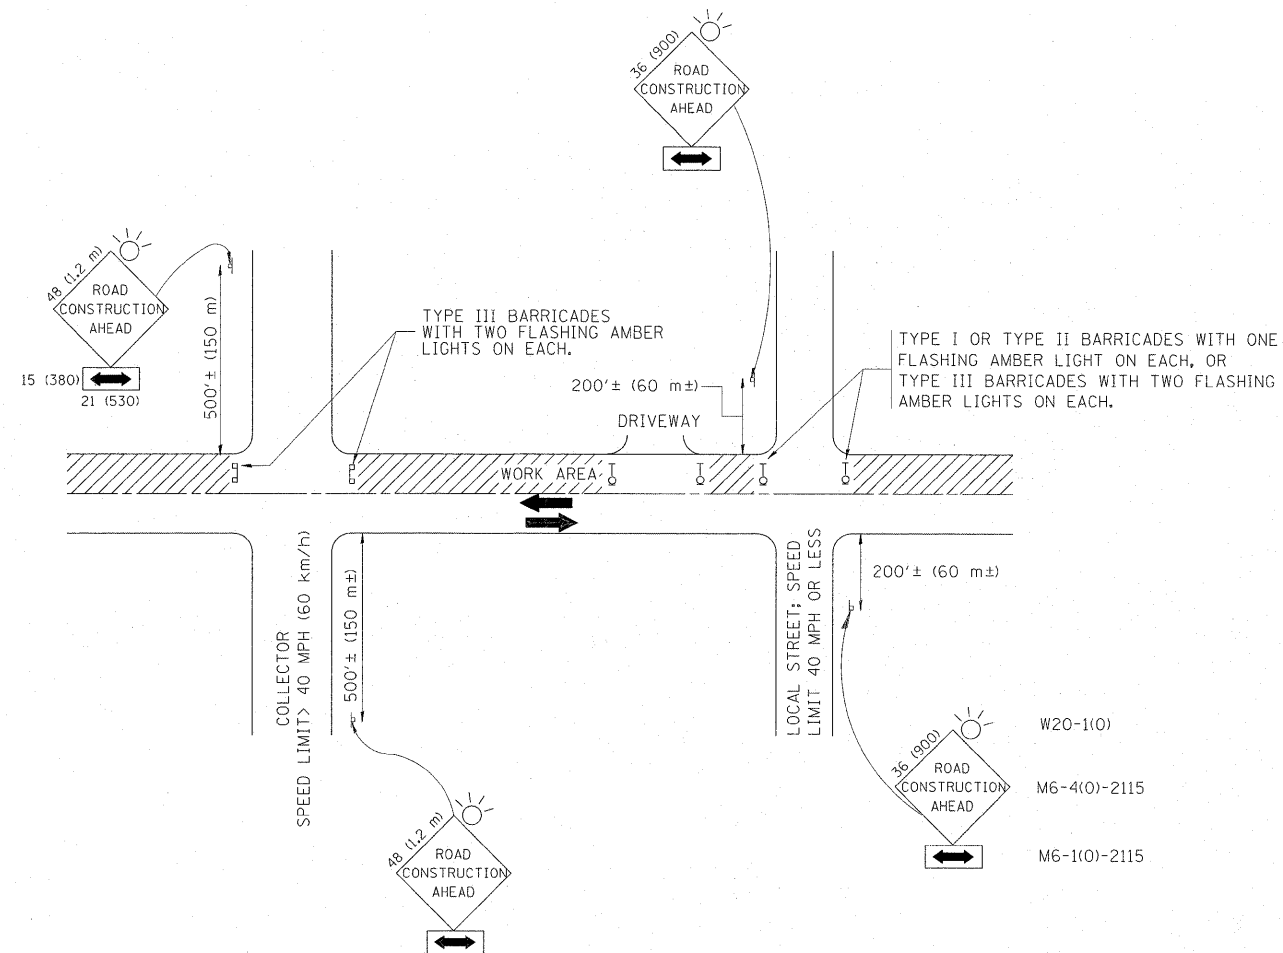 36 (900)
ROAD
CONSTRUCTION
AHEAD
48 (1.2 m)
ROAD
CONSTRUCTION
AHEAD
15 (380)
21 (530)
500'± (150 m)
TYPE III BARRICADES
WITH TWO FLASHING AMBER
LIGHTS ON EACH.
200'± (60 m±)
DRIVEWAY
TYPE I OR TYPE II BARRICADES WITH ONE
FLASHING AMBER LIGHT ON EACH, OR
TYPE III BARRICADES WITH TWO FLASHING
AMBER LIGHTS ON EACH.
WORK AREA
COLLECTOR
SPEED LIMIT> 40 MPH (60 km/h)
500'± (150 m±)
LOCAL STREET; SPEED
LIMIT 40 MPH OR LESS
200'± (60 m±)
48 (1.2 m)
ROAD
CONSTRUCTION
AHEAD
36 (900)
ROAD
CONSTRUCTION
AHEAD
W20-1(O)
M6-4(O)-2115
M6-1(O)-2115